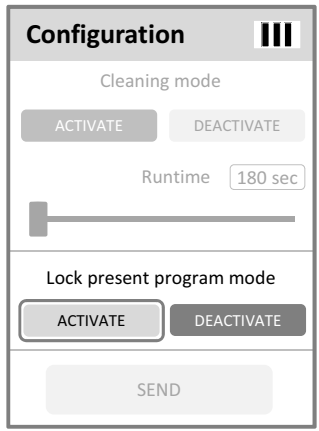 Configuration
Cleaning mode
ACTIVATE DEACTIVATE
Runtime 180 sec
Lock present program mode
ACTIVATE DEACTIVATE
SEND